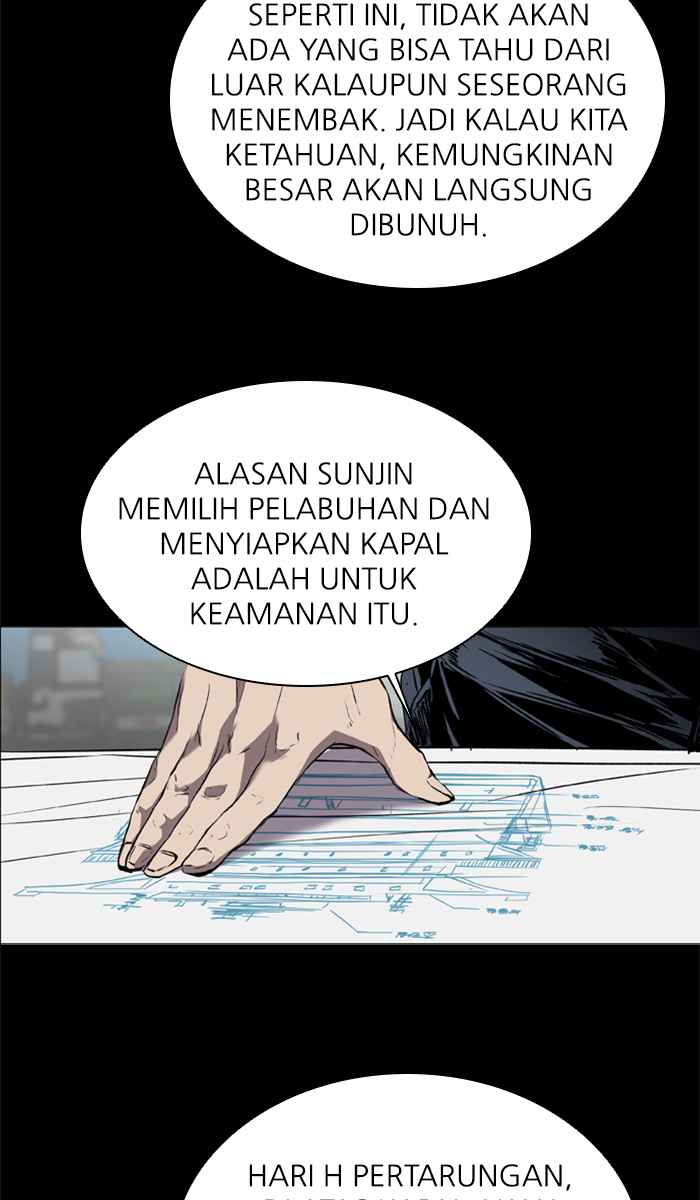 SEPERTI INI, TIDAK AKAN
ADA YANG BISA TAHU DARI
LUAR KALAUPUN SESEORANG
MENEMBAK. JADI KALAU KITA
KETAHUAN, KEMUNGKINAN
BESAR AKAN LANGSUNG
DIBUNUH.
ALASAN SUNJIN
MEMILIH PELABUHAN DAN
MENYIAPKAN KAPAL
ADALAH UNTUK
KEAMANAN ITU.
HARI H PERTARUNGAN,